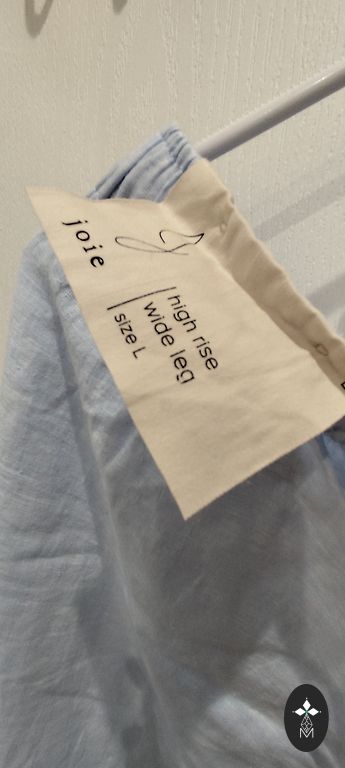 joie
high rise
wide leg
size L